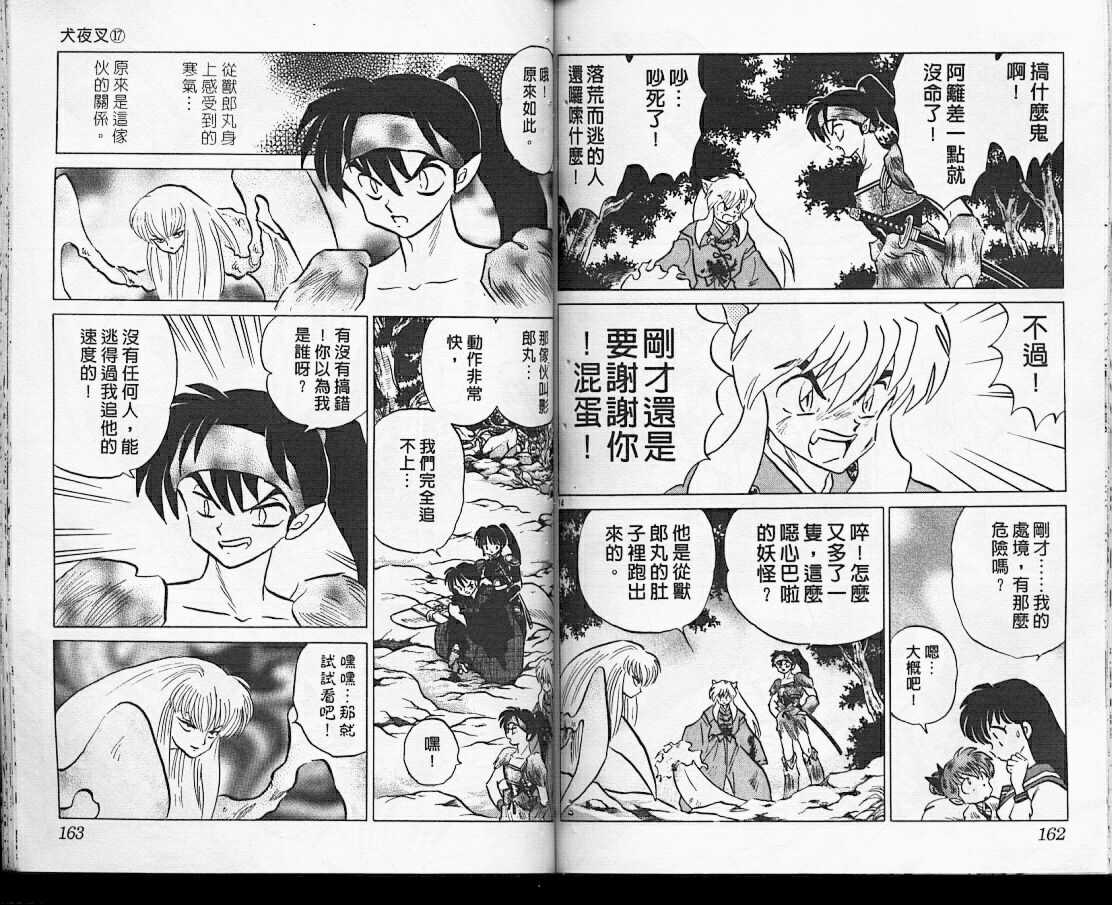 搞什麼鬼
啊！
阿籬差一點就
沒命了！
吵…
吵死了！
落荒而逃的人
還囉嗦什麼！
不過！
剛才還是
要謝謝你
！混蛋！
剛才……我的
處境，有那麼
危險嗎？
嗯…
大概吧！
啐！怎麼
又多了一
隻，這麼
噁心巴啦
的妖怪？
他是從獸
郎丸的肚
子裡跑出
來的。
162
犬夜叉⑰
哦！
原來如此。
從獸郎丸身
上感受到的
寒氣…
原來是這傢
伙的關係。
那傢伙叫影
郎丸…
動作非常
快，
我們完全追
不上…
嘿！
有沒有搞錯
！你以為我
是誰呀？
沒有任何人，能
逃得過我追他的
速度的！
嘿嘿…那就
試試看吧！
163